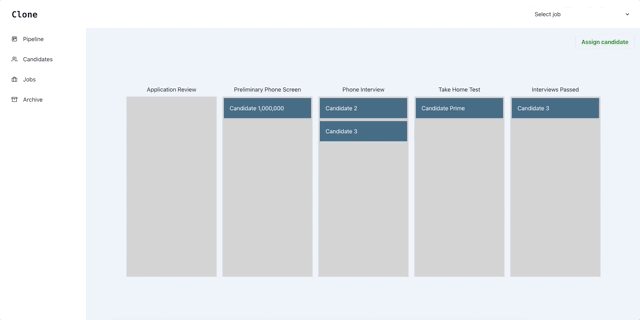 Clone
Select job
Pipeline
Candidates
Jobs
Archive
Assign candidate
Application Review
Preliminary Phone Screen
Phone Interview
Take Home Test
Interviews Passed
Candidate 1,000,000
Candidate 2
Candidate Prime
Candidate 3
Candidate 3